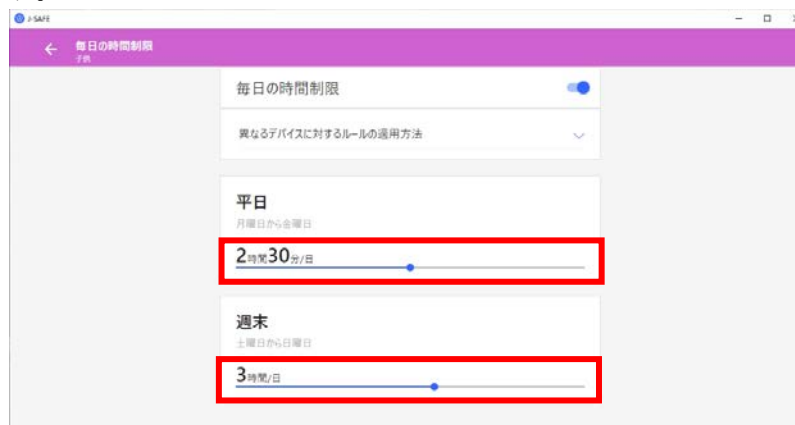 J-SAFE
毎日の時間制限
子供
毎日の時間制限
異なるデバイスに対するルールの適用方法
平日
月曜日から金曜日
2時間30分/日
週末
土曜日から日曜日
3時間/日